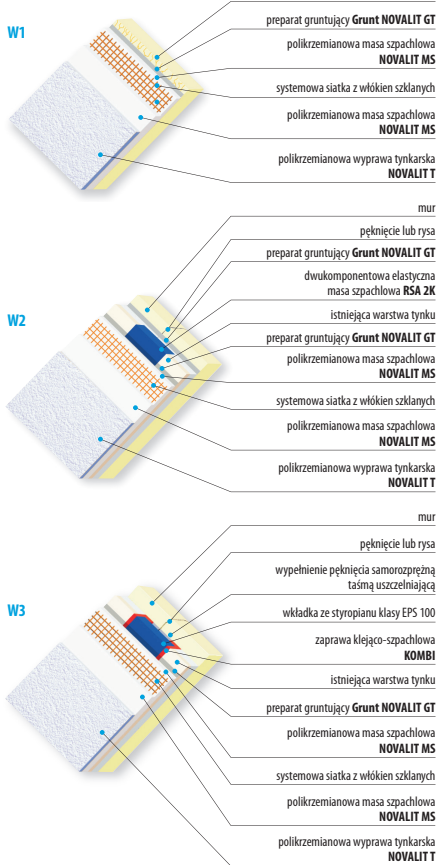 W1
preparat gruntujący Grunt NOVALIT GT
polikrzemianowa masa szpachlowa
NOVALIT MS
systemowa siatka z włókien szklanych
polikrzemianowa masa szpachlowa
NOVALIT MS
polikrzemianowa wyprawa tynkarska
NOVALIT T
W2
mur
pęknięcie lub rysa
preparat gruntujący Grunt NOVALIT GT
dwukomponentowa elastyczna
masa szpachlowa RSA 2K
istniejąca warstwa tynku
preparat gruntujący Grunt NOVALIT GT
polikrzemianowa masa szpachlowa
NOVALIT MS
systemowa siatka z włókien szklanych
polikrzemianowa masa szpachlowa
NOVALIT MS
polikrzemianowa wyprawa tynkarska
NOVALIT T
W3
mur
pęknięcie lub rysa
wypełnienie pęknięcia samorozprężną
taśmą uszczelniającą
wkładka ze styropianu klasy EPS 100
zaprawa klejąco-szpachlowa
KOMBI
istniejąca warstwa tynku
preparat gruntujący Grunt NOVALIT GT
polikrzemianowa masa szpachlowa
NOVALIT MS
systemowa siatka z włókien szklanych
polikrzemianowa masa szpachlowa
NOVALIT MS
polikrzemianowa wyprawa tynkarska
NOVALIT T